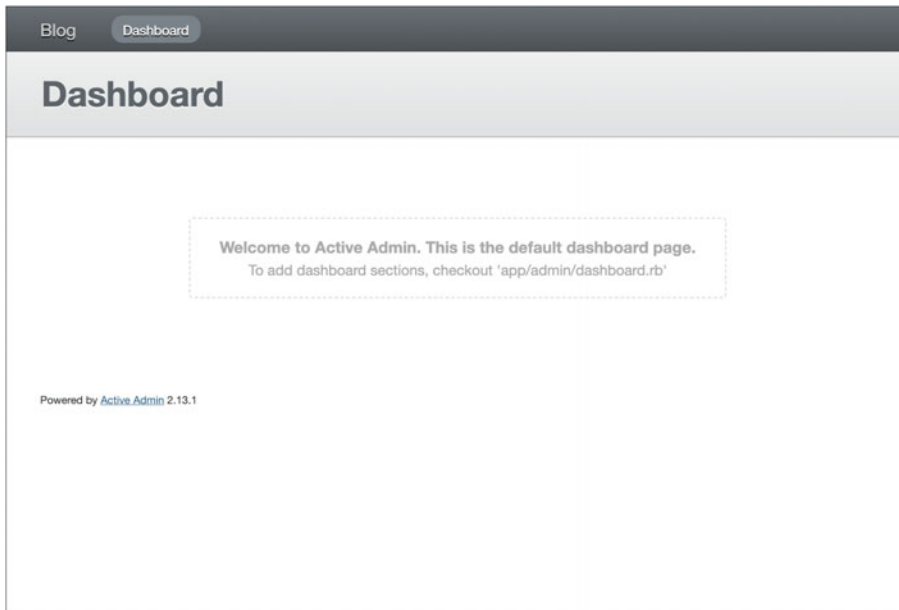 Blog
Dashboard
Dashboard
Welcome to Active Admin. This is the default dashboard page.
To add dashboard sections, checkout 'app/admin/dashboard.rb'
Powered by Active Admin 2.13.1